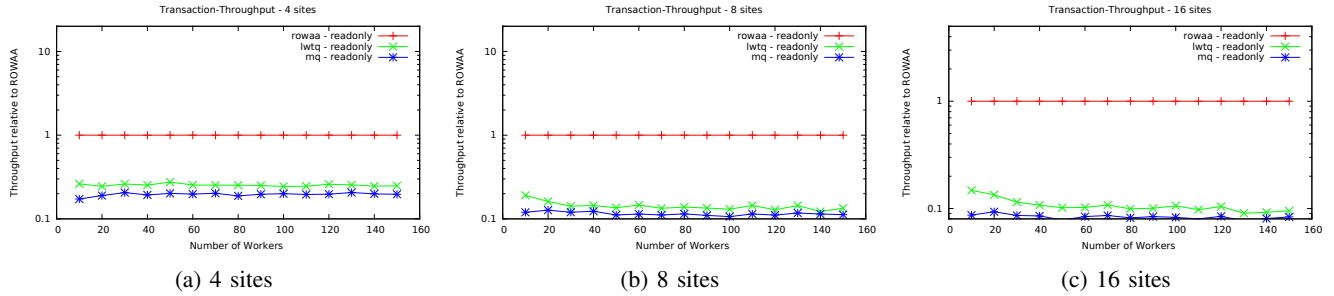 Transaction-Throughput - 4 sites
Throughput relative to ROWAA
10
1
0.1
rowaa - readonly
lwtq - readonly
mq - readonly
0 20 40 60 80 100 120 140 160
Number of Workers
(a) 4 sites
Transaction-Throughput - 8 sites
Throughput relative to ROWAA
10
1
0.1
rowaa - readonly
lwtq - readonly
mq - readonly
0 20 40 60 80 100 120 140 160
Number of Workers
(b) 8 sites
Transaction-Throughput - 16 sites
Throughput relative to ROWAA
1
0.1
rowaa - readonly
lwtq - readonly
mq - readonly
0 20 40 60 80 100 120 140 160
Number of Workers
(c) 16 sites